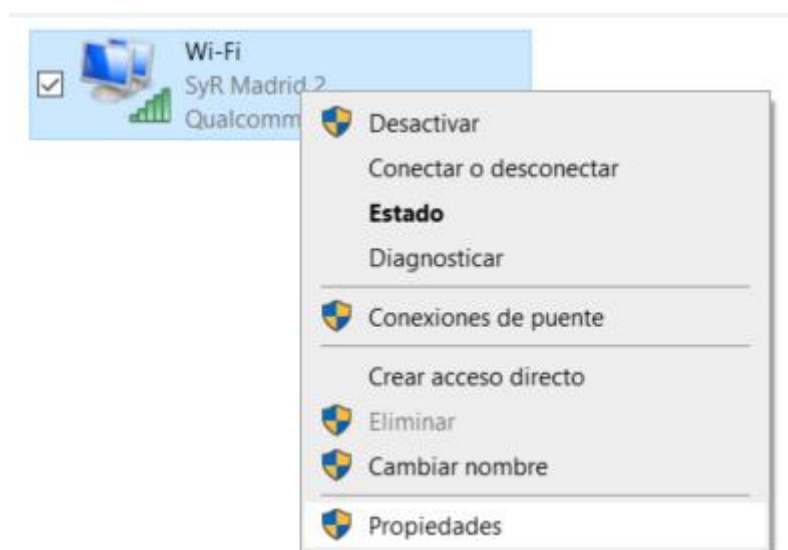 Wi-Fi
SyR Madrid 2
Qualcomm
Desactivar
Conectar o desconectar
Estado
Diagnosticar
Conexiones de puente
Crear acceso directo
Eliminar
Cambiar nombre
Propiedades